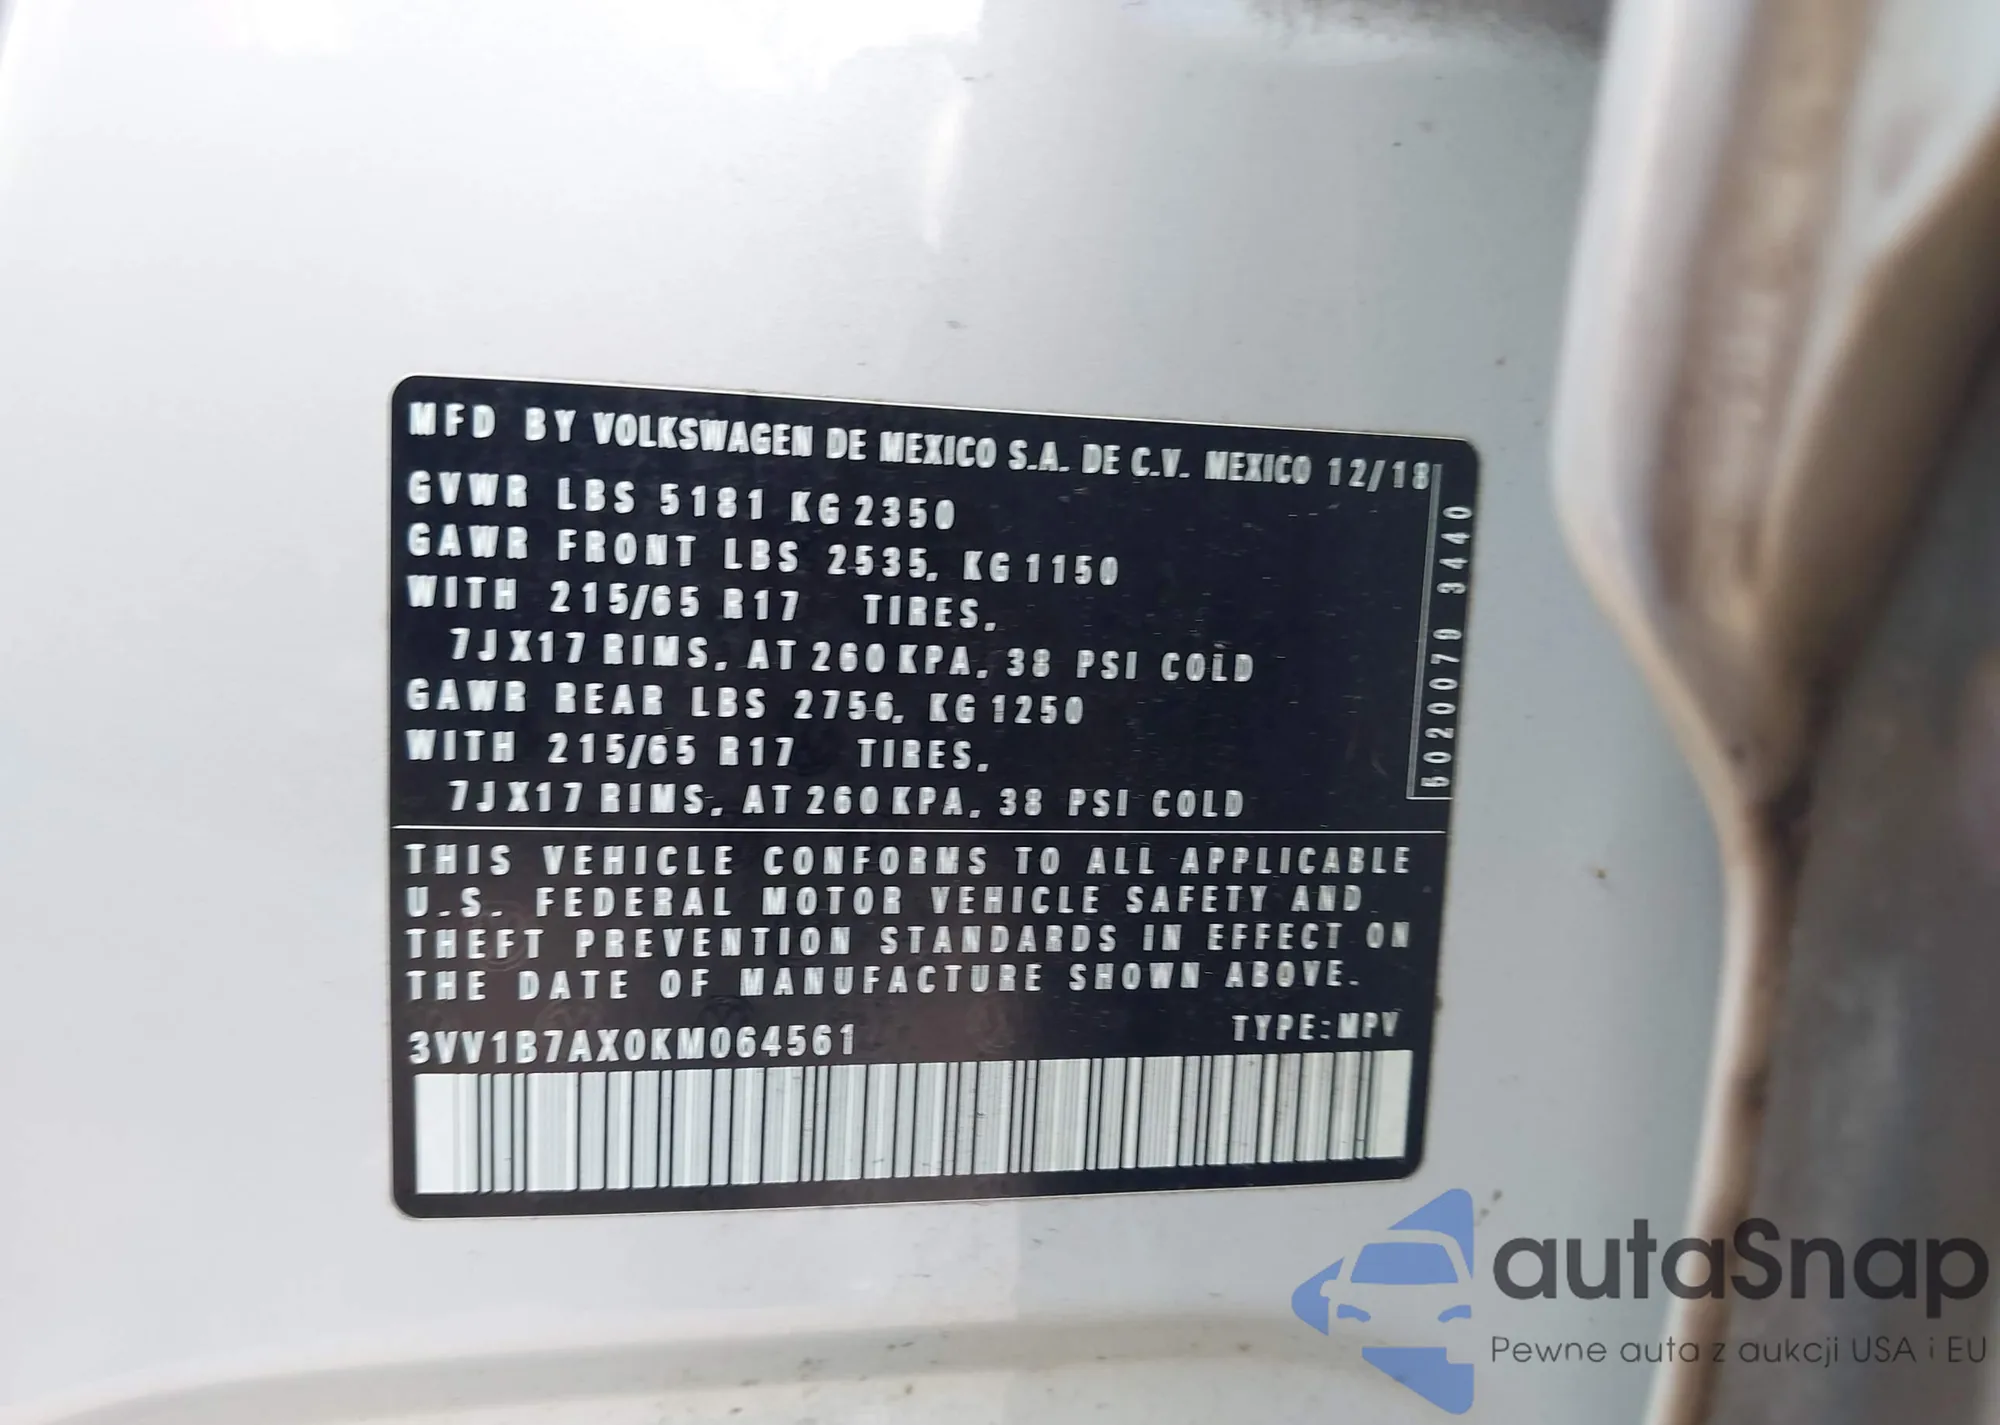 MFD BY VOLKSWAGEN DE MEXICO S.A. DE C.V. MEXICO 12/18
GVWR LBS 5181 KG 2350
GAWR FRONT LBS 2535, KG 1150
WITH 215/65 R17 TIRES,
7JX17 RIMS, AT 260 KPA, 38 PSI COLD
GAWR REAR LBS 2756, KG 1250
WITH 215/65 R17 TIRES,
7JX17 RIMS, AT 260 KPA, 38 PSI COLD
5020079 3440
THIS VEHICLE CONFORMS TO ALL APPLICABLE
U.S. FEDERAL MOTOR VEHICLE SAFETY AND
THEFT PREVENTION STANDARDS IN EFFECT ON
THE DATE OF MANUFACTURE SHOWN ABOVE.
3VV1B7AX0KM064561 TYPE:MPV
autaSnap
Pewne auta z aukcji USA i EU